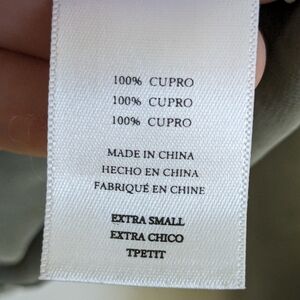 100% CUPRO
100% CUPRO
100% CUPRO
MADE IN CHINA
HECHO EN CHINA
FABRIQUÉ EN CHINE
EXTRA SMALL
EXTRA CHICO
TPETIT